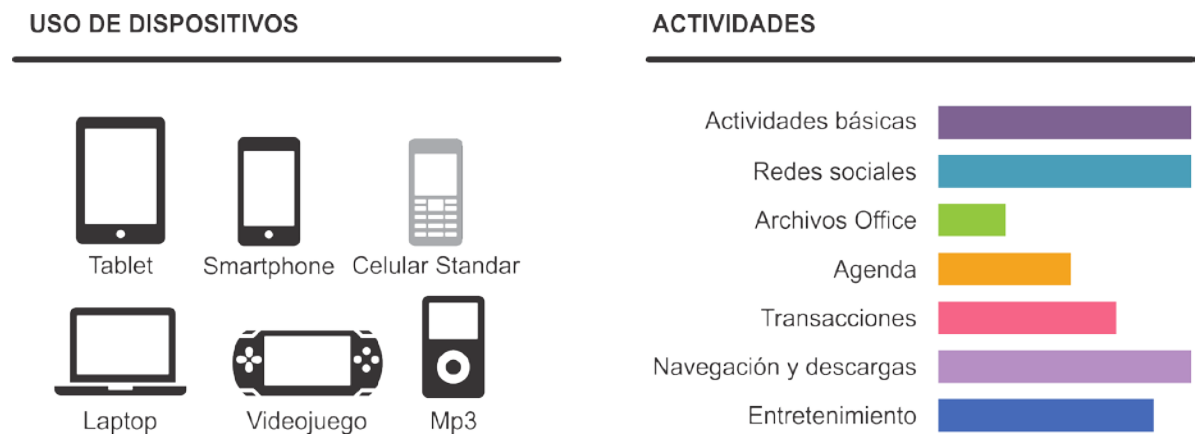 USO DE DISPOSITIVOS
Tablet
Smartphone
Celular Standar
Laptop
Videojuego
Mp3
ACTIVIDADES
Actividades básicas
Redes sociales
Archivos Office
Agenda
Transacciones
Navegación y descargas
Entretenimiento